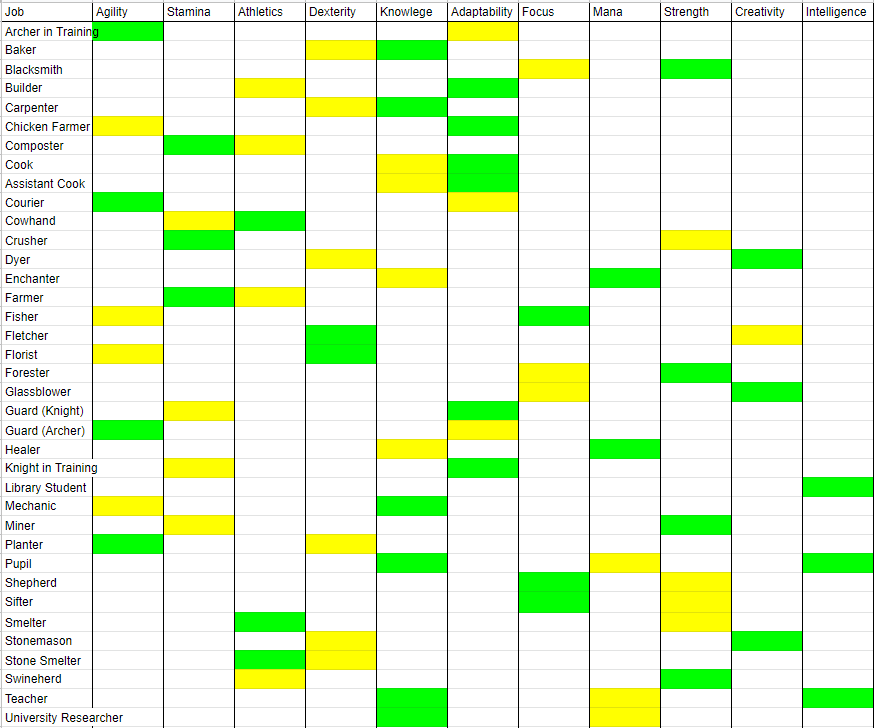 Job Agility Stamina Athletics Dexterity Knowlege Adaptability Focus Mana Strength Creativity Intelligence
Archer in Training
Baker
Blacksmith
Builder
Carpenter
Chicken Farmer
Composter
Cook
Assistant Cook
Courier
Cowhand
Crusher
Dyer
Enchanter
Farmer
Fisher
Fletcher
Florist
Forester
Glassblower
Guard (Knight)
Guard (Archer)
Healer
Knight in Training
Library Student
Mechanic
Miner
Planter
Pupil
Shepherd
Sifter
Smelter
Stonemason
Stone Smelter
Swineherd
Teacher
University Researcher